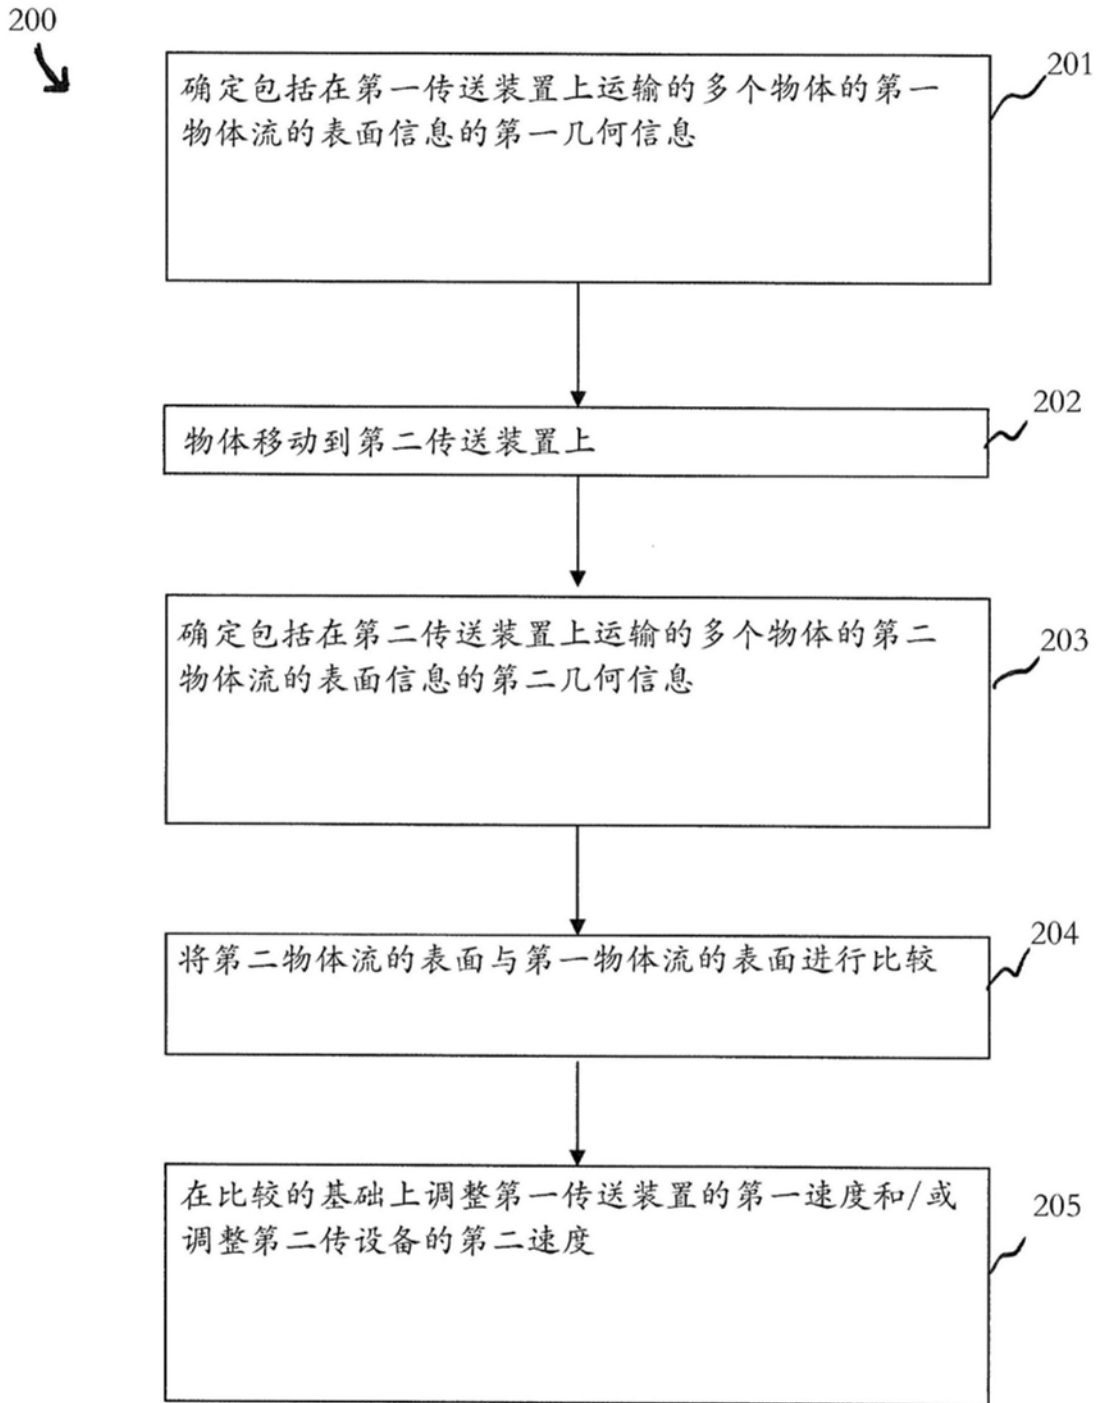 200
201
确定包括在第一传送装置上运输的多个物体的第一
物体流的表面信息的第一几何信息
202
物体移动到第二传送装置上
203
确定包括在第二传送装置上运输的多个物体的第二
物体流的表面信息的第二几何信息
204
将第二物体流的表面与第一物体流的表面进行比较
205
在比较的基础上调整第一传送装置的第一速度和/或
调整第二传设备的第二速度